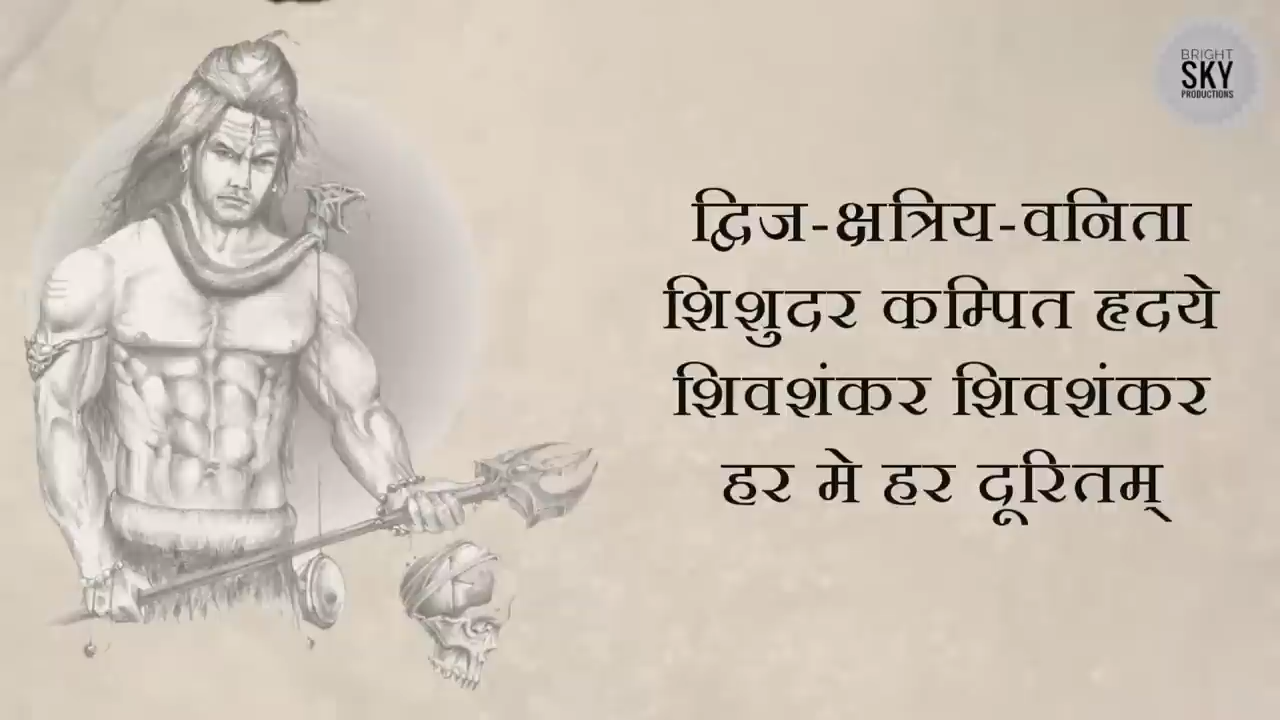 BRIGHT
SKY
PRODUCTIONS
द्विज-क्षत्रिय-वनिता
शिशुदर कम्पित हृदये
शिवशंकर शिवशंकर
हर मे हर दूरितम्